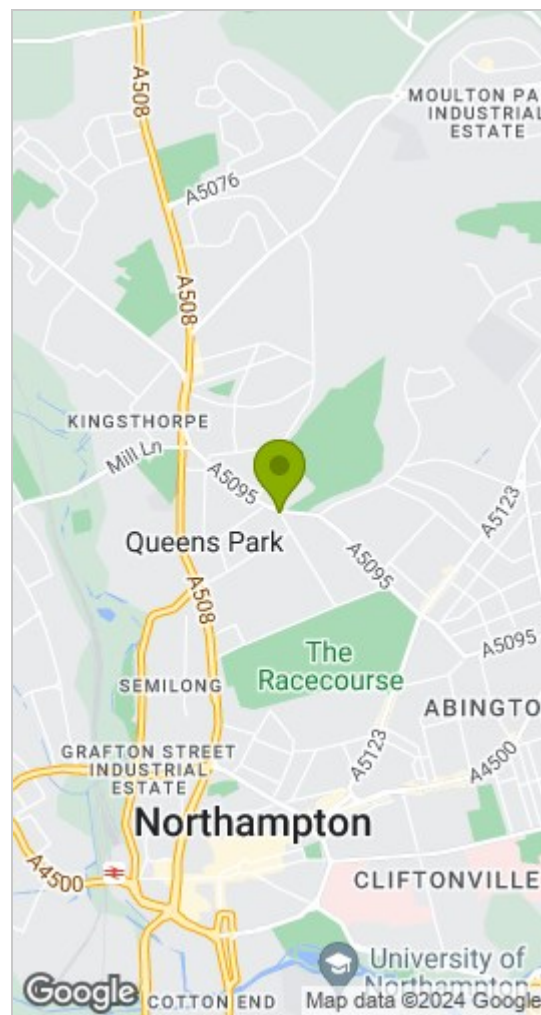 A508
MOULTON PA
INDUSTRIAL
ESTATE
A5076
A508
KINGSTHORPE
Mill Ln
A5095
A5123
Queens Park
A5095
A508
The
Racecourse
A5095
SEMILONG
ABINGTO
GRAFTON STREET
INDUSTRIAL
ESTATE
A5123
A4500
Northampton
A4500
CLIFTONVILLE
University of
Northampton
Google
COTTON END
Map data ©2024 Google